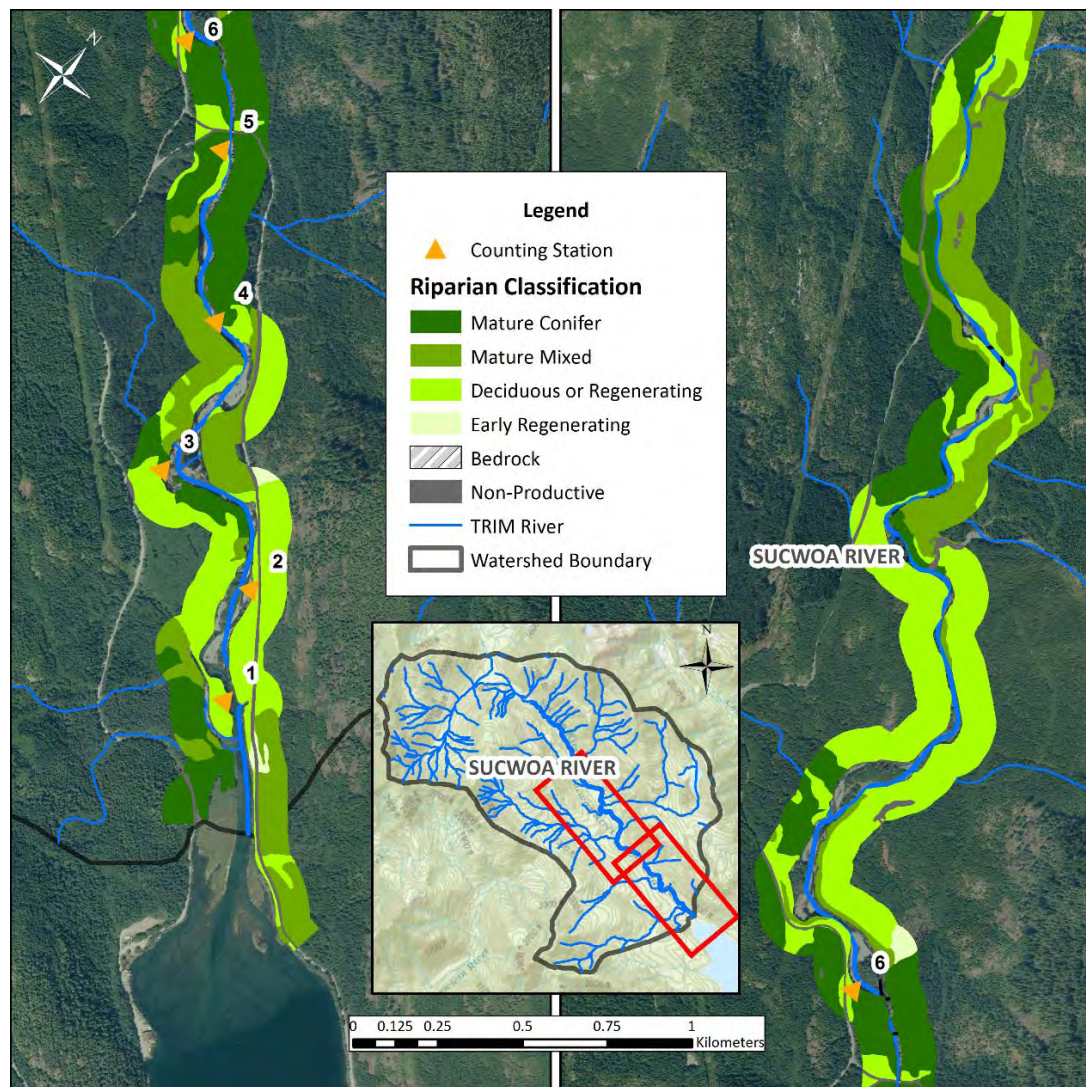 N
6
5
4
3
2
1
Legend
Counting Station
Riparian Classification
Mature Conifer
Mature Mixed
Deciduous or Regenerating
Early Regenerating
Bedrock
Non-Productive
TRIM River
Watershed Boundary
SUCWOA RIVER
6
N
SUCWOA RIVER
0 0.125 0.25 0.5 0.75 1
Kilometers